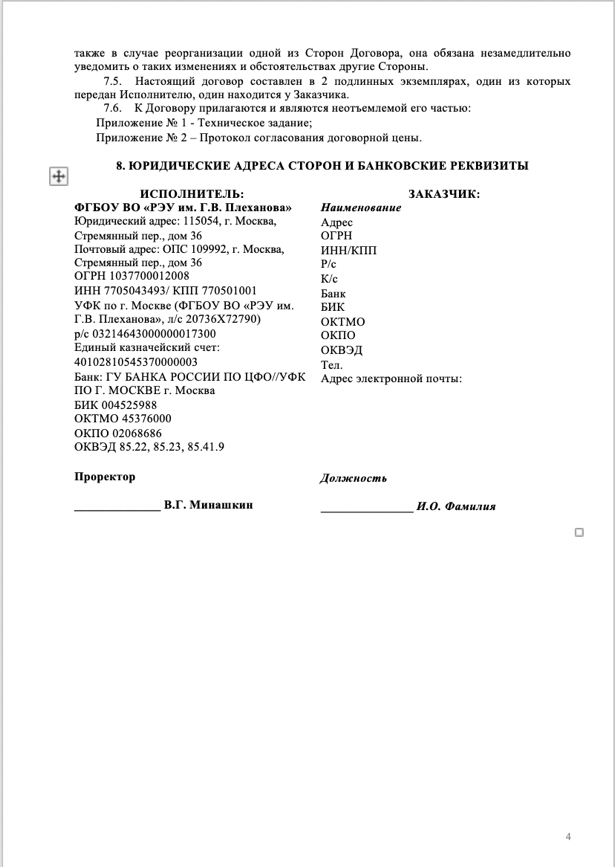 также в случае реорганизации одной из Сторон Договора, она обязана незамедлительно
уведомить о таких изменениях и обстоятельствах другие Стороны.
7.5. Настоящий договор составлен в 2 подлинных экземплярах, один из которых
передан Исполнителю, один находится у Заказчика.
7.6. К Договору прилагаются и являются неотъемлемой его частью:
Приложение № 1 - Техническое задание;
Приложение № 2 – Протокол согласования договорной цены.
8. ЮРИДИЧЕСКИЕ АДРЕСА СТОРОН И БАНКОВСКИЕ РЕКВИЗИТЫ
ИСПОЛНИТЕЛЬ:
ФГБОУ ВО «РЭУ им. Г.В. Плеханова»
Юридический адрес: 115054, г. Москва,
Стремянный пер., дом 36
Почтовый адрес: ОПС 109992, г. Москва,
Стремянный пер., дом 36
ОГРН 1037700012008
ИНН 7705043493/ КПП 770501001
УФК по г. Москве (ФГБОУ ВО «РЭУ им.
Г.В. Плеханова», л/с 20736X72790)
р/с 03214643000000017300
Единый казначейский счет:
40102810545370000003
Банк: ГУ БАНКА РОССИИ ПО ЦФО//УФК
ПО Г. МОСКВЕ г. Москва
БИК 004525988
ОКТМО 45376000
ОКПО 02068686
ОКВЭД 85.22, 85.23, 85.41.9
Проректор
_______________ В.Г. Минашкин
ЗАКАЗЧИК:
Наименование
Адрес
ОГРН
ИНН/КПП
Р/с
К/с
Банк
БИК
ОКТМО
ОКПО
ОКВЭД
Тел.
Адрес электронной почты:
Должность
________________ И.О. Фамилия
4